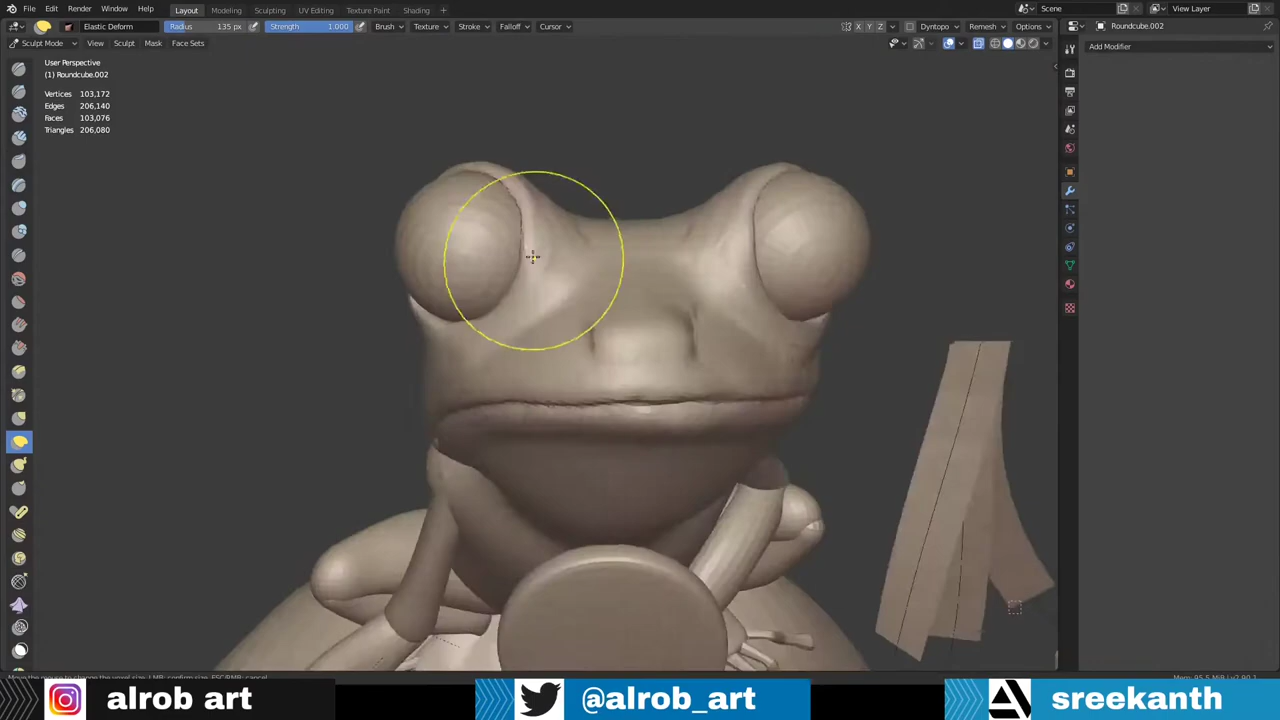 File Edit Render Window Help Layout Modeling Sculpting UV Editing Texture Paint Shading + Scene View Layer
Elastic Deform Radius 135 px Strength 1.000 Brush Texture Stroke Falloff Cursor X Y Z Dyntopo Remesh Options Roundcube.002
Sculpt Mode View Sculpt Mask Face Sets Add Modifier
User Perspective
(1) Roundcube.002
Vertices 103,172
Edges 206,140
Faces 103,076
Triangles 206,080
alrob art @alrob_art sreekanth